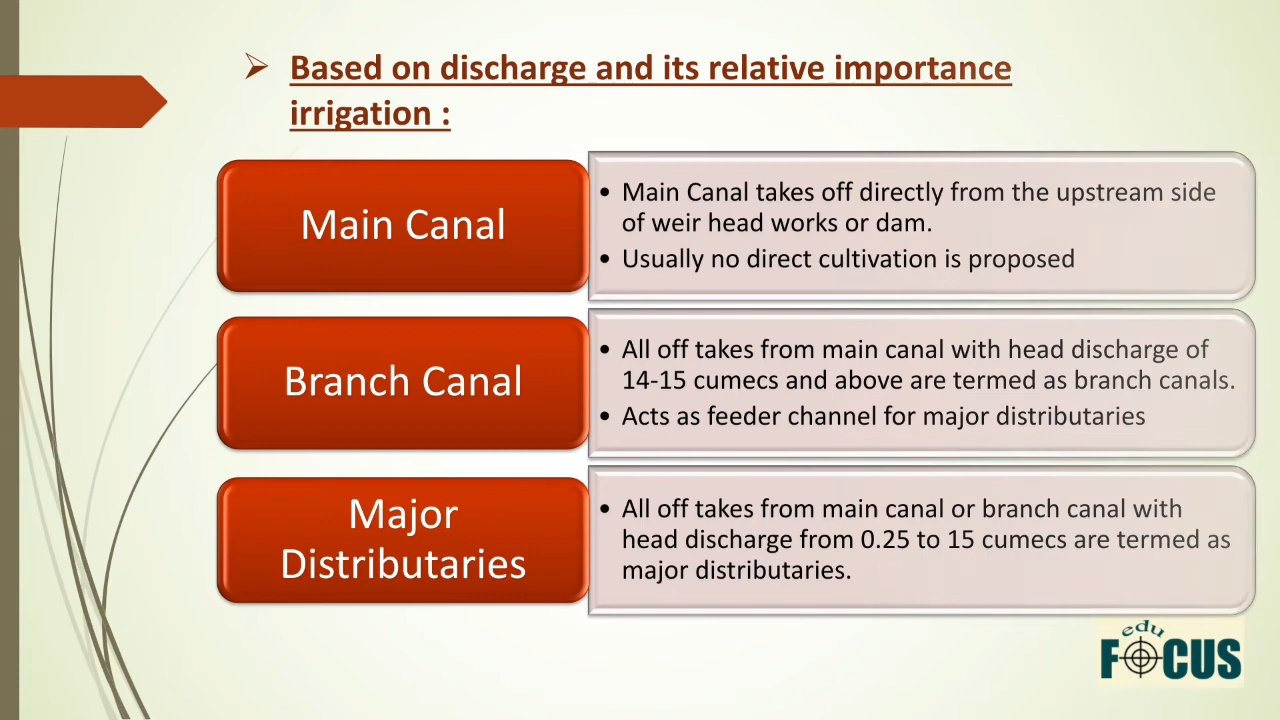 ➢ Based on discharge and its relative importance
irrigation :
Main Canal
• Main Canal takes off directly from the upstream side
of weir head works or dam.
• Usually no direct cultivation is proposed
Branch Canal
• All off takes from main canal with head discharge of
14-15 cumecs and above are termed as branch canals.
• Acts as feeder channel for major distributaries
Major
Distributaries
• All off takes from main canal or branch canal with
head discharge from 0.25 to 15 cumecs are termed as
major distributaries.
edu
FOCUS